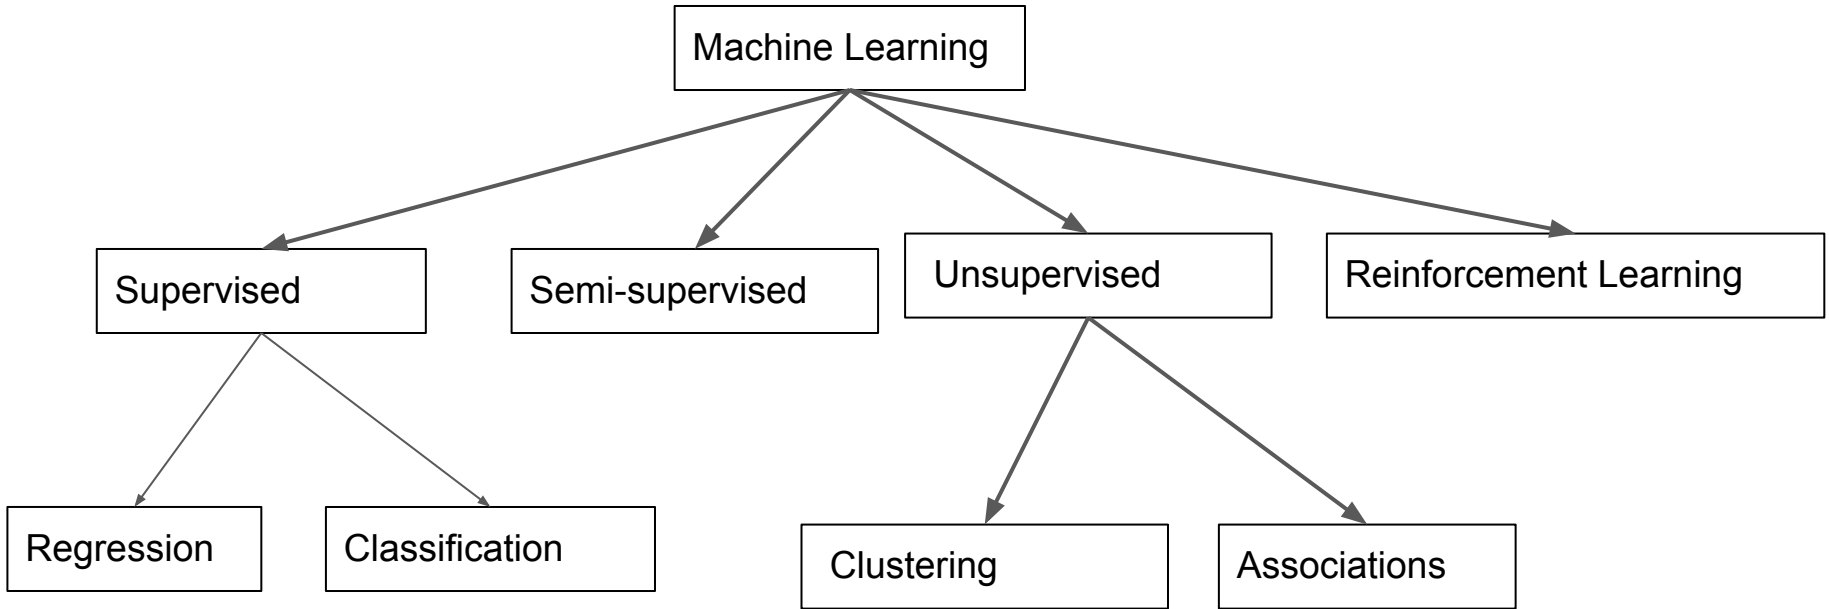 Machine Learning
Supervised
Semi-supervised
Unsupervised
Reinforcement Learning
Regression
Classification
Clustering
Associations